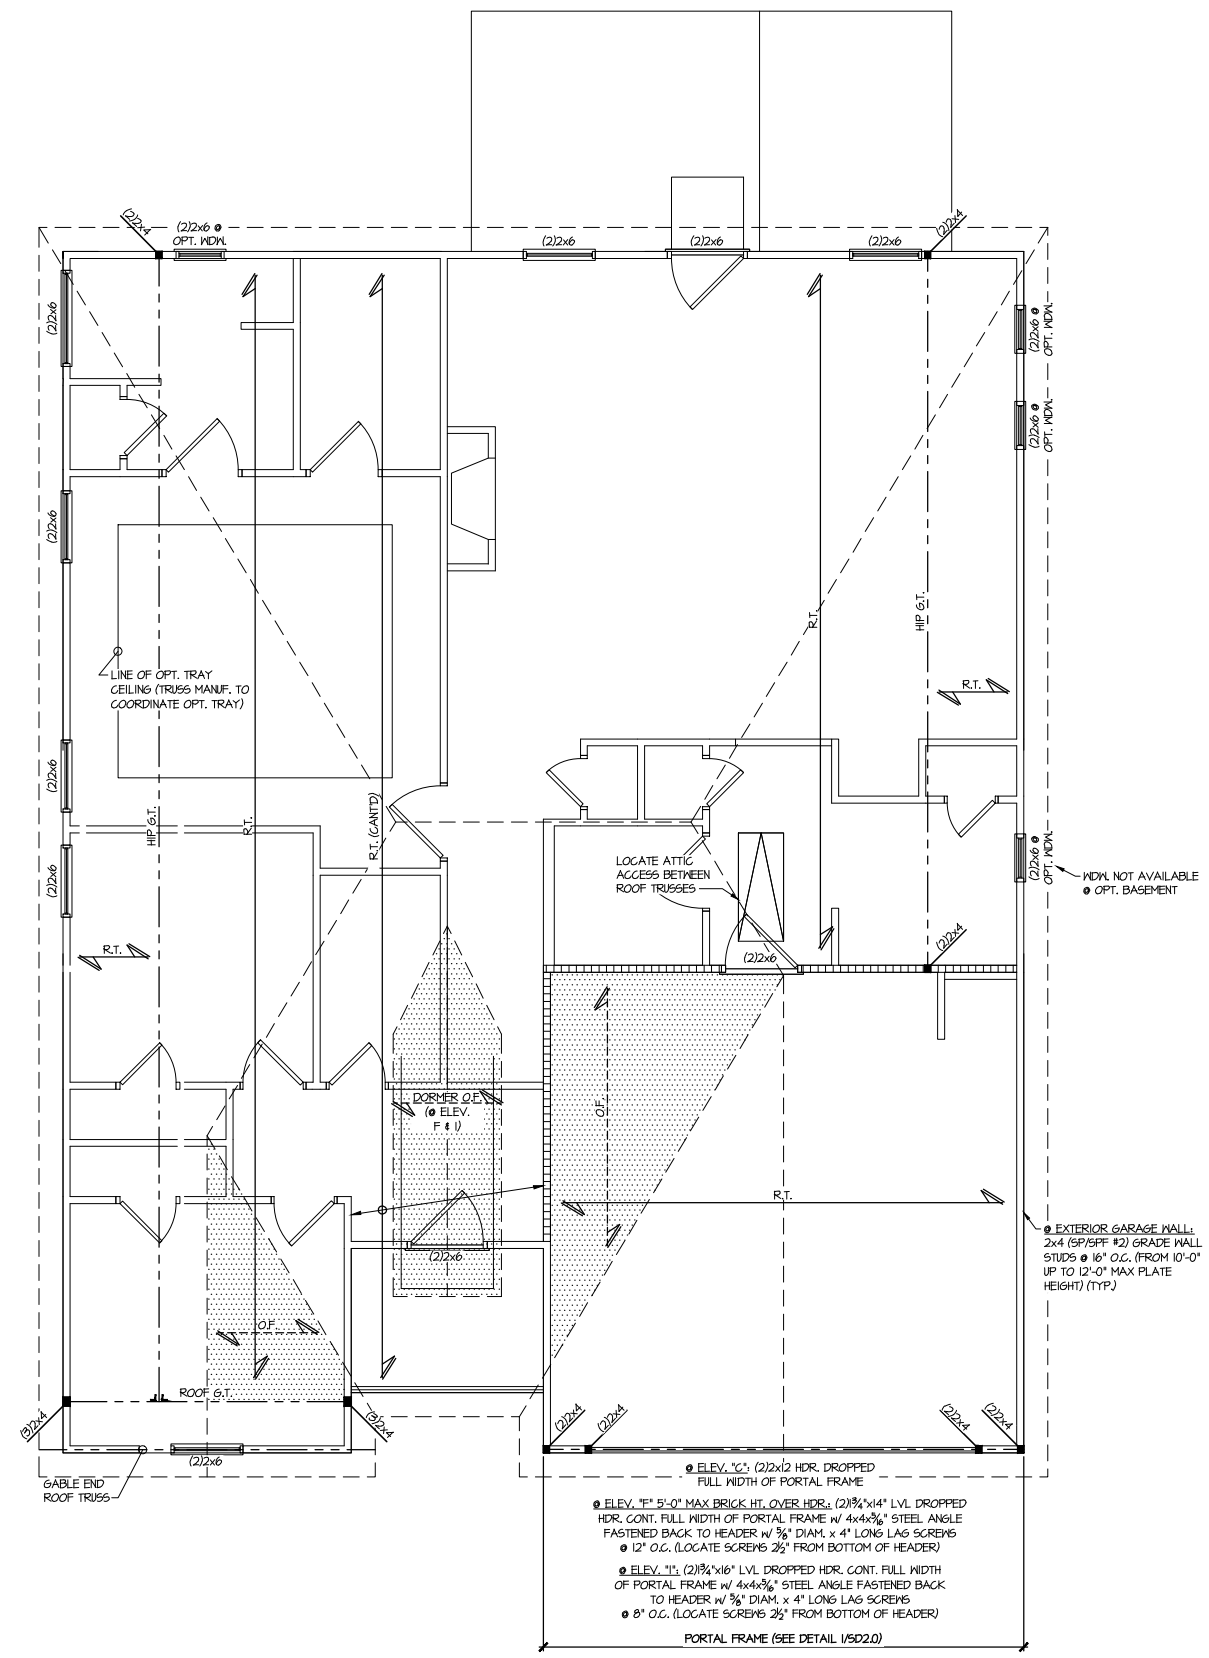 (2)2x4
(2)2x6 @
OPT. WDW.
(2)2x6
(2)2x6
(2)2x6
(2)2x4
(2)2x6
(2)2x6 @
OPT. WDW.
(2)2x6 @
OPT. WDW.
(2)2x6
R.T.
HIP G.T.
LINE OF OPT. TRAY
CEILING (TRUSS MANUF. TO
COORDINATE OPT. TRAY)
R.T.
(2)2x6
HIP G.T.
R.T.
R.T. (CANT'D)
(2)2x6
LOCATE ATTIC
ACCESS BETWEEN
ROOF TRUSSES
(2)2x6 @
OPT. WDW.
WDW. NOT AVAILABLE
@ OPT. BASEMENT
R.T.
(2)2x4
(2)2x6
DORMER O.F.
(@ ELEV.
F & 1)
O.F.
R.T.
@ EXTERIOR GARAGE WALL:
2x4 (SP/SPF #2) GRADE WALL
STUDS @ 16" O.C. (FROM 10'-0"
UP TO 12'-0" MAX PLATE
HEIGHT) (TYP.)
(2)2x6
O.F.
ROOF G.T.
(3)2x4
(3)2x4
(2)2x4
(2)2x4
(2)2x4
(2)2x4
(2)2x6
GABLE END
ROOF TRUSS
@ ELEV. "C": (2)2x12 HDR. DROPPED
FULL WIDTH OF PORTAL FRAME
@ ELEV. "F" 5'-0" MAX BRICK HT. OVER HDR.: (2)1¾"x14" LVL DROPPED
HDR. CONT. FULL WIDTH OF PORTAL FRAME w/ 4x4x5/16" STEEL ANGLE
FASTENED BACK TO HEADER w/ 5/8" DIAM. x 4" LONG LAG SCREWS
@ 12" O.C. (LOCATE SCREWS 2½" FROM BOTTOM OF HEADER)
@ ELEV. "1": (2)1¾"x16" LVL DROPPED HDR. CONT. FULL WIDTH
OF PORTAL FRAME w/ 4x4x5/16" STEEL ANGLE FASTENED BACK
TO HEADER w/ 5/8" DIAM. x 4" LONG LAG SCREWS
@ 8" O.C. (LOCATE SCREWS 2½" FROM BOTTOM OF HEADER)
PORTAL FRAME (SEE DETAIL 1/SD2.0)